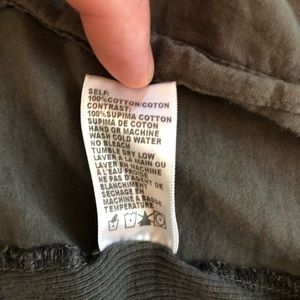 SELF:
100%COTTON/COTON
CONTRAST:
100%SUPIMA COTTON
SUPIMA DE COTON
HAND OR MACHINE
WASH COLD WATER
NO BLEACH
TUMBLE DRY LOW
LAVER A LA MAIN OU
LAVER EN MACHINE
A L'EAU FROIDE
NE PAS D'AGENT DE
BLANCHIMENT
SECHAGE EN
MACHINE A BASSE
TEMPERATURE